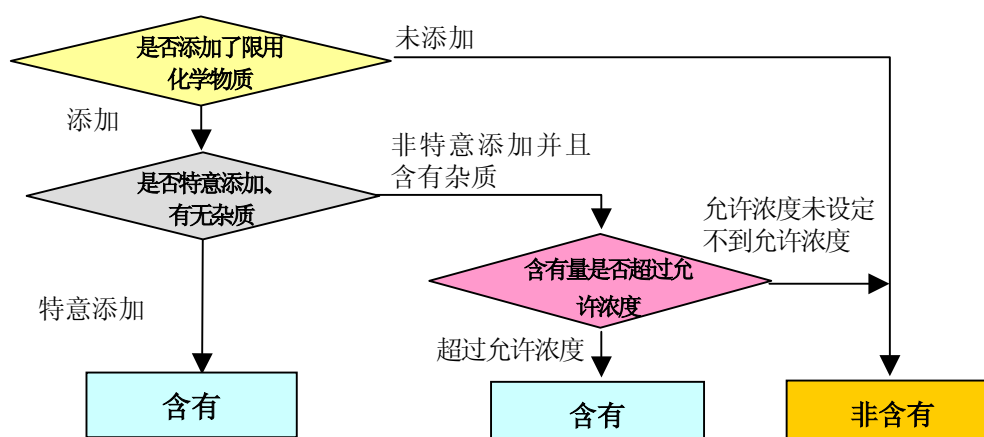 是否添加了限用
化学物质
未添加
添加
是否特意添加、
有无杂质
非特意添加并且
含有杂质
允许浓度未设定
不到允许浓度
含有量是否超过允
许浓度
特意添加
超过允许浓度
含有
含有
非含有